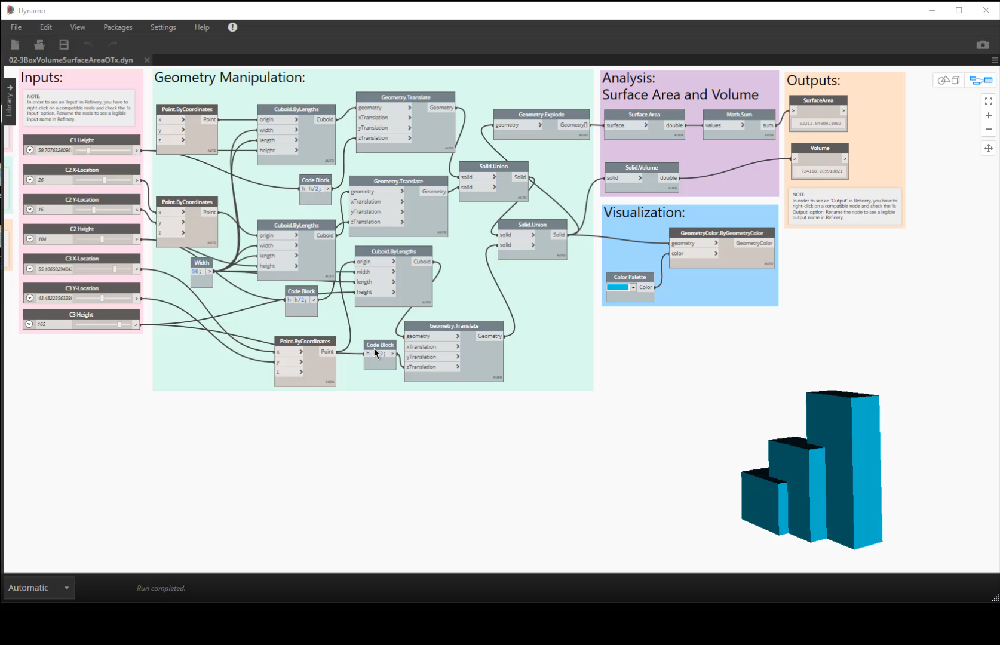 Dynamo
File Edit View Packages Settings Help
02-3BoxVolumeSurfaceAreaOTx.dyn
Library
Inputs:
NOTE:
In order to see an 'Input' in Refinery, you have to
right-click on a compatible node and check the 'Is
Input' option. Rename the node to see a legible
input name in Refinery.
C1 Height
59.7076328096
C2 X-Location
26
C2 Y-Location
16
C2 Height
104
C3 X-Location
55.1065029404
C3 Y-Location
43.4822356329
C3 Height
165
Geometry Manipulation:
Point.ByCoordinates
x Point
y
z
AUTO
Cuboid.ByLengths
origin Cuboid
width
length
height
AUTO
Geometry.Translate
geometry Geometry
xTranslation
yTranslation
zTranslation
AUTO
Code Block
h h/2; >
Point.ByCoordinates
x Point
y
z
AUTO
Cuboid.ByLengths
origin Cuboid
width
length
height
AUTO
Geometry.Translate
geometry Geometry
xTranslation
yTranslation
zTranslation
AUTO
Width
50; >
Code Block
h h/2; >
Cuboid.ByLengths
origin Cuboid
width
length
height
AUTO
Point.ByCoordinates
x Point
y
z
AUTO
Code Block
h 2; >
Geometry.Translate
geometry Geometry
xTranslation
yTranslation
zTranslation
AUTO
Geometry.Explode
geometry Geometry[]
AUTO
Solid.Union
solid Solid
solid
AUTO
Solid.Union
solid Solid
solid
AUTO
Analysis:
Surface Area and Volume
Surface.Area
surface double
AUTO
Math.Sum
values sum
AUTO
Solid.Volume
solid double
AUTO
Visualization:
GeometryColor.ByGeometryColor
geometry GeometryColor
color
AUTO
Color Palette
Color
Outputs:
SurfaceArea
> >
62212.9490921002
Volume
> >
724118.269918021
NOTE:
In order to see an 'Output' in Refinery, you have to
right-click on a compatible node and check the 'Is
Output' option. Rename the node to see a legible
output name in Refinery.
Automatic
Run completed.